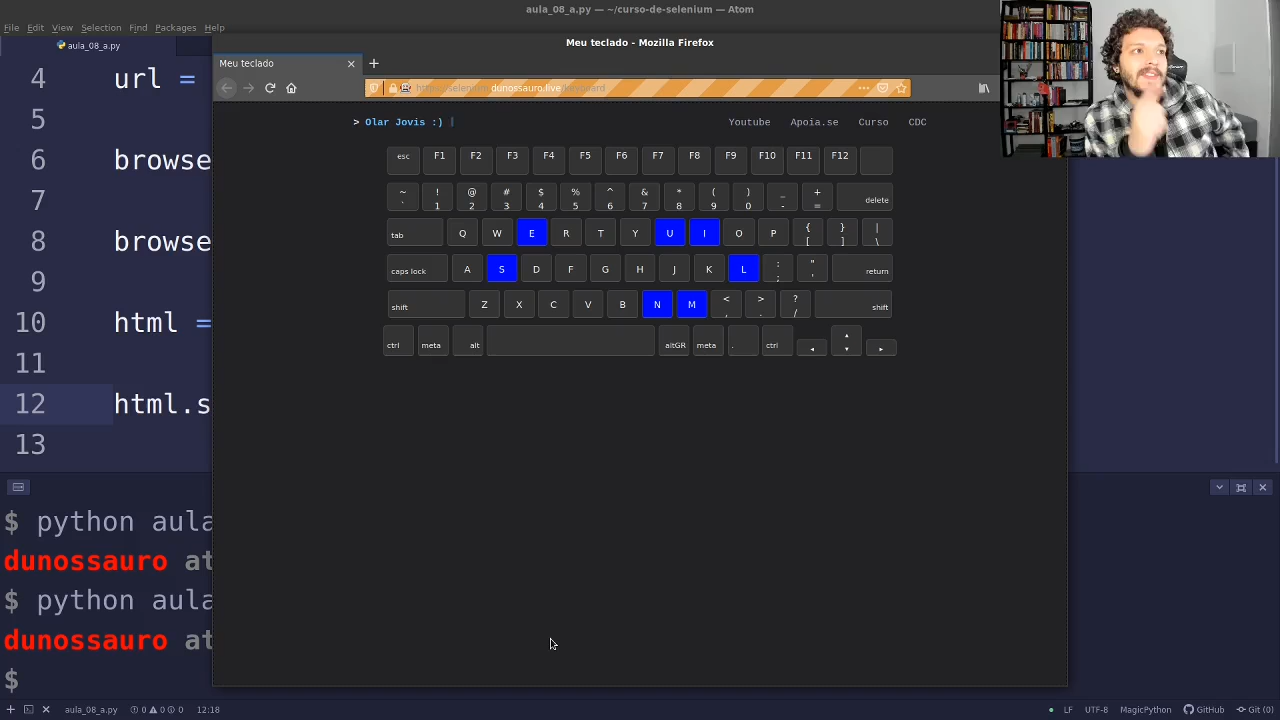 aula_08_a.py — ~/curso-de-selenium — Atom
File Edit View Selection Find Packages Help
aula_08_a.py
Meu teclado - Mozilla Firefox
Meu teclado
dunossauro.live
> Olar Jovis :)
Youtube Apoia.se Curso CDC
esc F1 F2 F3 F4 F5 F6 F7 F8 F9 F10 F11 F12
~ ! @ # $ % ^ & * ( ) _ +
` 1 2 3 4 5 6 7 8 9 0 - = delete
tab Q W E R T Y U I O P { [ } ] | \
caps lock A S D F G H J K L : ; " ' return
shift Z X C V B N M < , > . ? / shift
ctrl meta alt altGR meta . ctrl
4 url =
5
6 browse
7
8 browse
9
10 html =
11
12 html.s
13
$ python aula
dunossauro at
$ python aula
dunossauro at
$
aula_08_a.py 0 0 0 12:18 LF UTF-8 MagicPython GitHub Git (0)